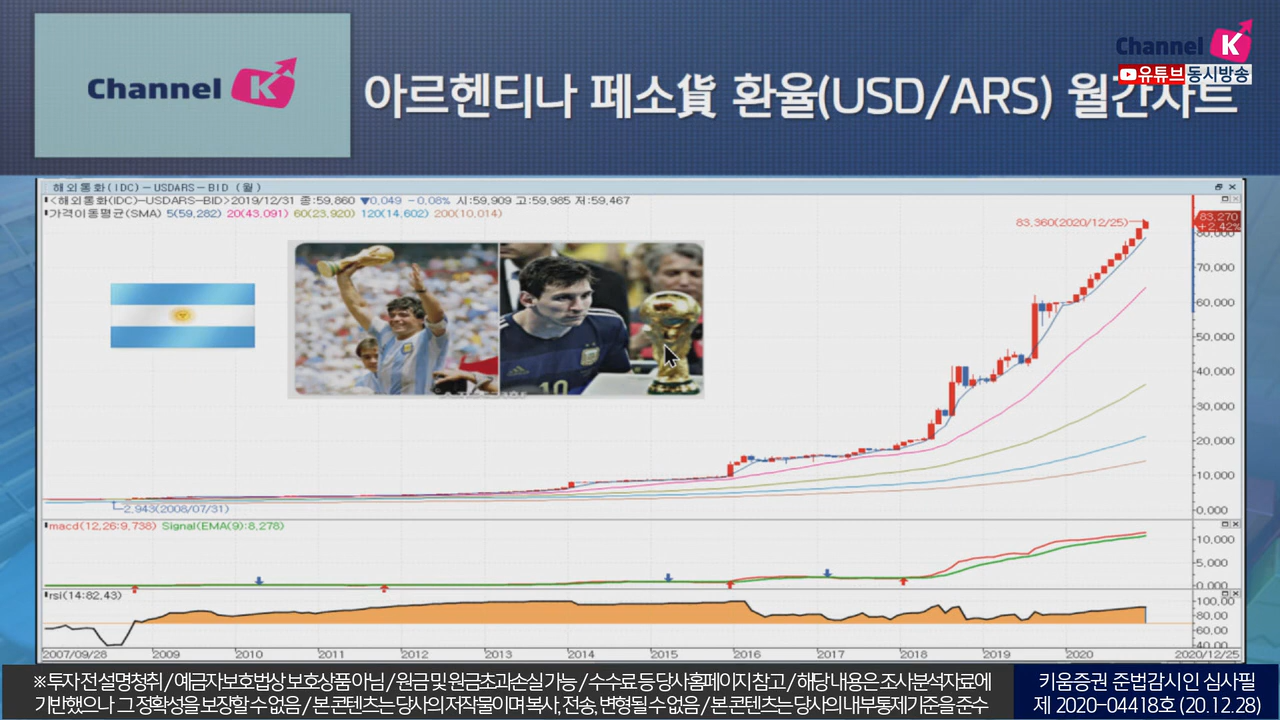 Channel K
아르헨티나 페소貨 환율(USD/ARS) 월간차트
Channel K
유튜브 동시방송
해외통화(IDC)-USDARS-BID (월)
<해외통화(IDC)-USDARS-BID>2019/12/31 종:59,860 ▼0,049 -0,08% 시:59,909 고:59,985 저:59,467
가격이동평균(SMA) 5(59,282) 20(43,091) 60(23,920) 120(14,602) 200(10,014)
83,360(2020/12/25)
83,270
+2,42%
80,000
70,000
60,000
50,000
40,000
30,000
20,000
10,000
0,000
2,943(2008/07/31)
10
macd(12,26:9,738) Signal(EMA(9):8,278)
10,000
5,000
0,000
rsi(14:82,43)
100,00
80,00
60,00
40,00
2007/09/28 2009 2010 2011 2012 2013 2014 2015 2016 2017 2018 2019 2020 2020/12/25
※ 투자 전 설명청취 / 예금자보호법상 보호상품 아님 / 원금 및 원금초과손실 가능 / 수수료 등 당사 홈페이지 참고 / 해당 내용은 조사분석자료에
기반했으나 그 정확성을 보장할 수 없음 / 본 콘텐츠는 당사의 저작물이며 복사, 전송, 변형될 수 없음 / 본 콘텐츠는 당사의 내부통제기준을 준수
키움증권 준법감시인 심사필
제 2020-04418호 (20.12.28)